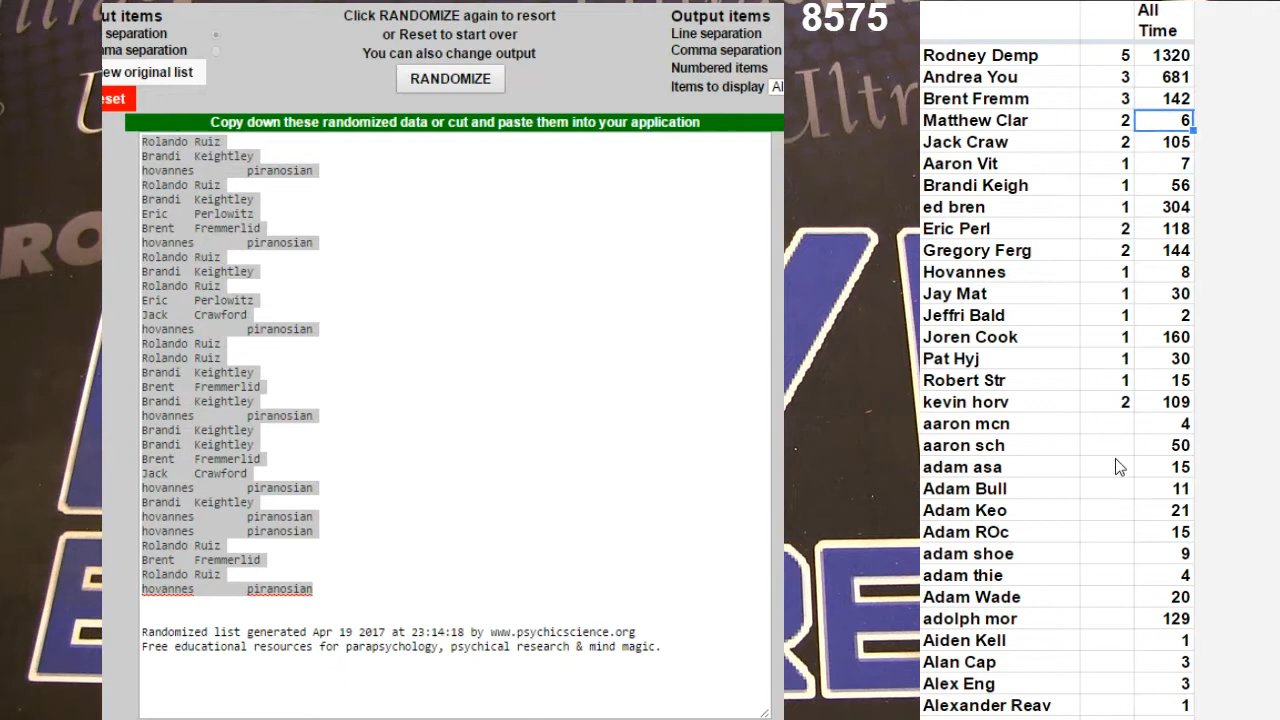 ut items
separation
ma separation
ew original list
eset
Click RANDOMIZE again to resort
or Reset to start over
You can also change output
RANDOMIZE
Output items
Line separation
Comma separation
Numbered items
Items to display Al
8575
Copy down these randomized data or cut and paste them into your application
Rolando Ruiz
Brandi Keightley
hovannes piranosian
Rolando Ruiz
Brandi Keightley
Eric Perlowitz
Brent Fremmerlid
hovannes piranosian
Rolando Ruiz
Brandi Keightley
Rolando Ruiz
Eric Perlowitz
Jack Crawford
hovannes piranosian
Rolando Ruiz
Rolando Ruiz
Brandi Keightley
Brent Fremmerlid
Brandi Keightley
hovannes piranosian
Brandi Keightley
Brandi Keightley
Brent Fremmerlid
Jack Crawford
hovannes piranosian
Brandi Keightley
hovannes piranosian
hovannes piranosian
Rolando Ruiz
Brent Fremmerlid
Rolando Ruiz
hovannes piranosian
Randomized list generated Apr 19 2017 at 23:14:18 by www.psychicscience.org
Free educational resources for parapsychology, psychical research & mind magic.
All
Time
Rodney Demp 5 1320
Andrea You 3 681
Brent Fremm 3 142
Matthew Clar 2 6
Jack Craw 2 105
Aaron Vit 1 7
Brandi Keigh 1 56
ed bren 1 304
Eric Perl 2 118
Gregory Ferg 2 144
Hovannes 1 8
Jay Mat 1 30
Jeffri Bald 1 2
Joren Cook 1 160
Pat Hyj 1 30
Robert Str 1 15
kevin horv 2 109
aaron mcn 4
aaron sch 50
adam asa 15
Adam Bull 11
Adam Keo 21
Adam ROc 15
adam shoe 9
adam thie 4
Adam Wade 20
adolph mor 129
Aiden Kell 1
Alan Cap 3
Alex Eng 3
Alexander Reav 1